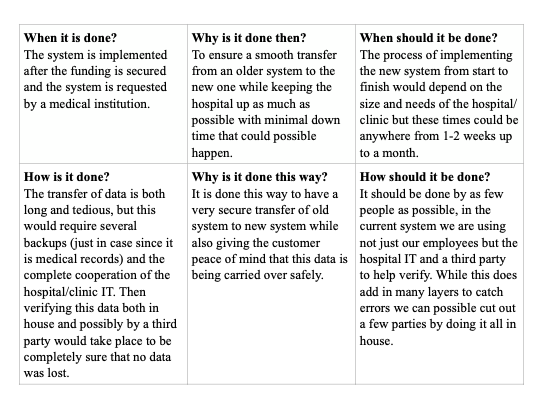 When it is done?
The system is implemented
after the funding is secured
and the system is requested
by a medical institution.
Why is it done then?
To ensure a smooth transfer
from an older system to the
new one while keeping the
hospital up as much as
possible with minimal down
time that could possible
happen.
When should it be done?
The process of implementing
the new system from start to
finish would depend on the
size and needs of the hospital/
clinic but these times could be
anywhere from 1-2 weeks up
to a month.
How is it done?
The transfer of data is both
long and tedious, but this
would require several
backups (just in case since it
is medical records) and the
complete cooperation of the
hospital/clinic IT. Then
verifying this data both in
house and possibly by a third
party would take place to be
completely sure that no data
was lost.
Why is it done this way?
It is done this way to have a
very secure transfer of old
system to new system while
also giving the customer
peace of mind that this data is
being carried over safely.
How should it be done?
It should be done by as few
people as possible, in the
current system we are using
not just our employees but the
hospital IT and a third party
to help verify. While this does
add in many layers to catch
errors we can possible cut out
a few parties by doing it all in
house.